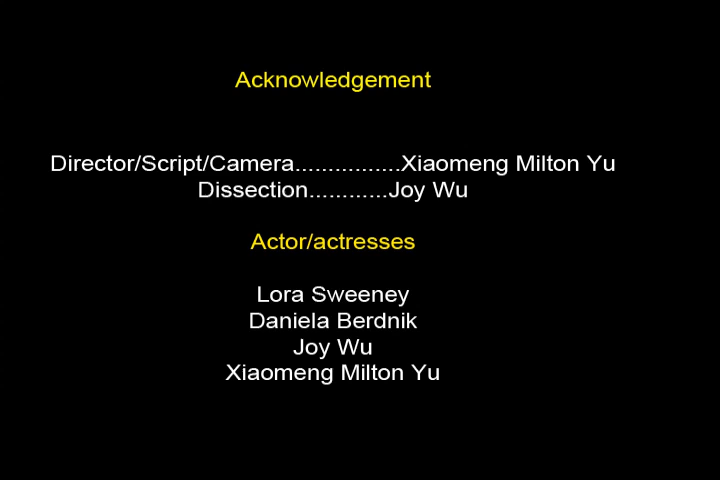 Acknowledgement
Director/Script/Camera................Xiaomeng Milton Yu
Dissection............Joy Wu
Actor/actresses
Lora Sweeney
Daniela Berdnik
Joy Wu
Xiaomeng Milton Yu